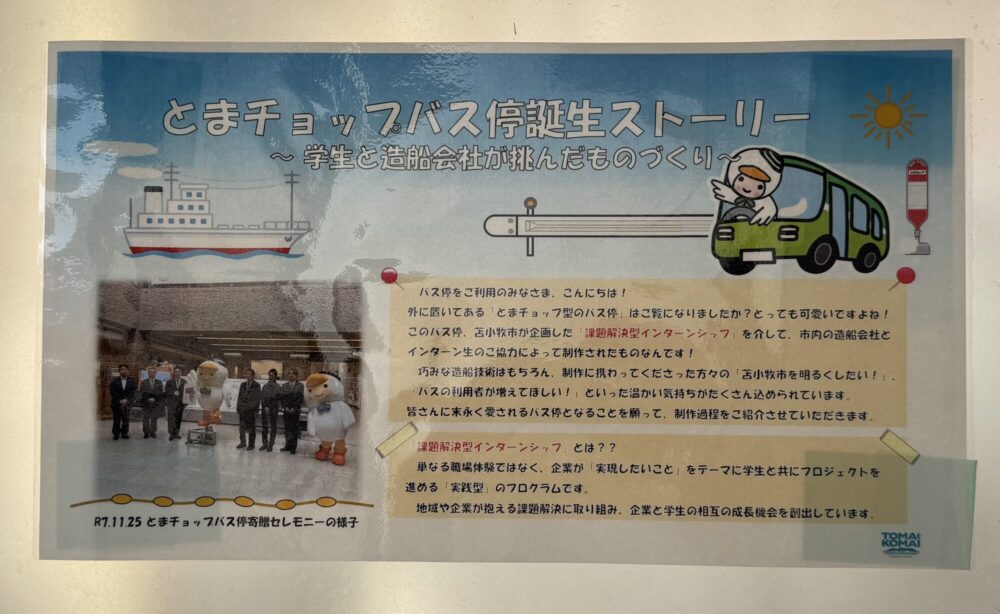 とまチョップバス停誕生ストーリー
～ 学生と造船会社が挑んだものづくり～
バス停をご利用のみなさま、こんにちは！
外に置いてある「とまチョップ型のバス停」はご覧になりましたか？とっても可愛いですよね！
このバス停、苫小牧市が企画した「課題解決型インターンシップ」を介して、市内の造船会社と
インターン生のご協力によって制作されたものなんです！
巧みな造船技術はもちろん、制作に携わってくださった方々の「苫小牧市を明るくしたい！」、
「バスの利用者が増えてほしい！」といった温かい気持ちがたくさん込められています。
皆さんに末永く愛されるバス停となることを願って、制作過程をご紹介させていただきます。
「課題解決型インターンシップ」とは？？
単なる職場体験ではなく、企業が「実現したいこと」をテーマに学生と共にプロジェクトを
進める「実践型」のプログラムです。
地域や企業が抱える課題解決に取り組み、企業と学生の相互の成長機会を創出しています。
R7.11.25 とまチョップバス停寄贈セレモニーの様子
TOMA
KOMAI